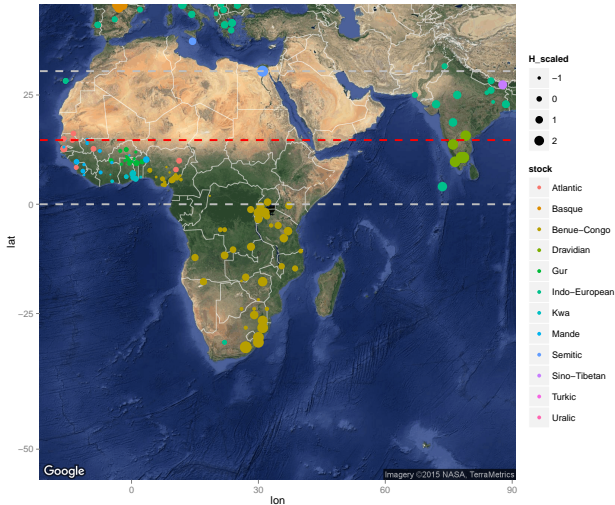 H_scaled
−1
0
1
2
stock
Atlantic
Basque
Benue−Congo
Dravidian
Gur
Indo−European
Kwa
Mande
Semitic
Sino−Tibetan
Turkic
Uralic
25
0
−25
−50
lat
Google
Imagery ©2015 NASA, TerraMetrics
0 30 60 90
lon